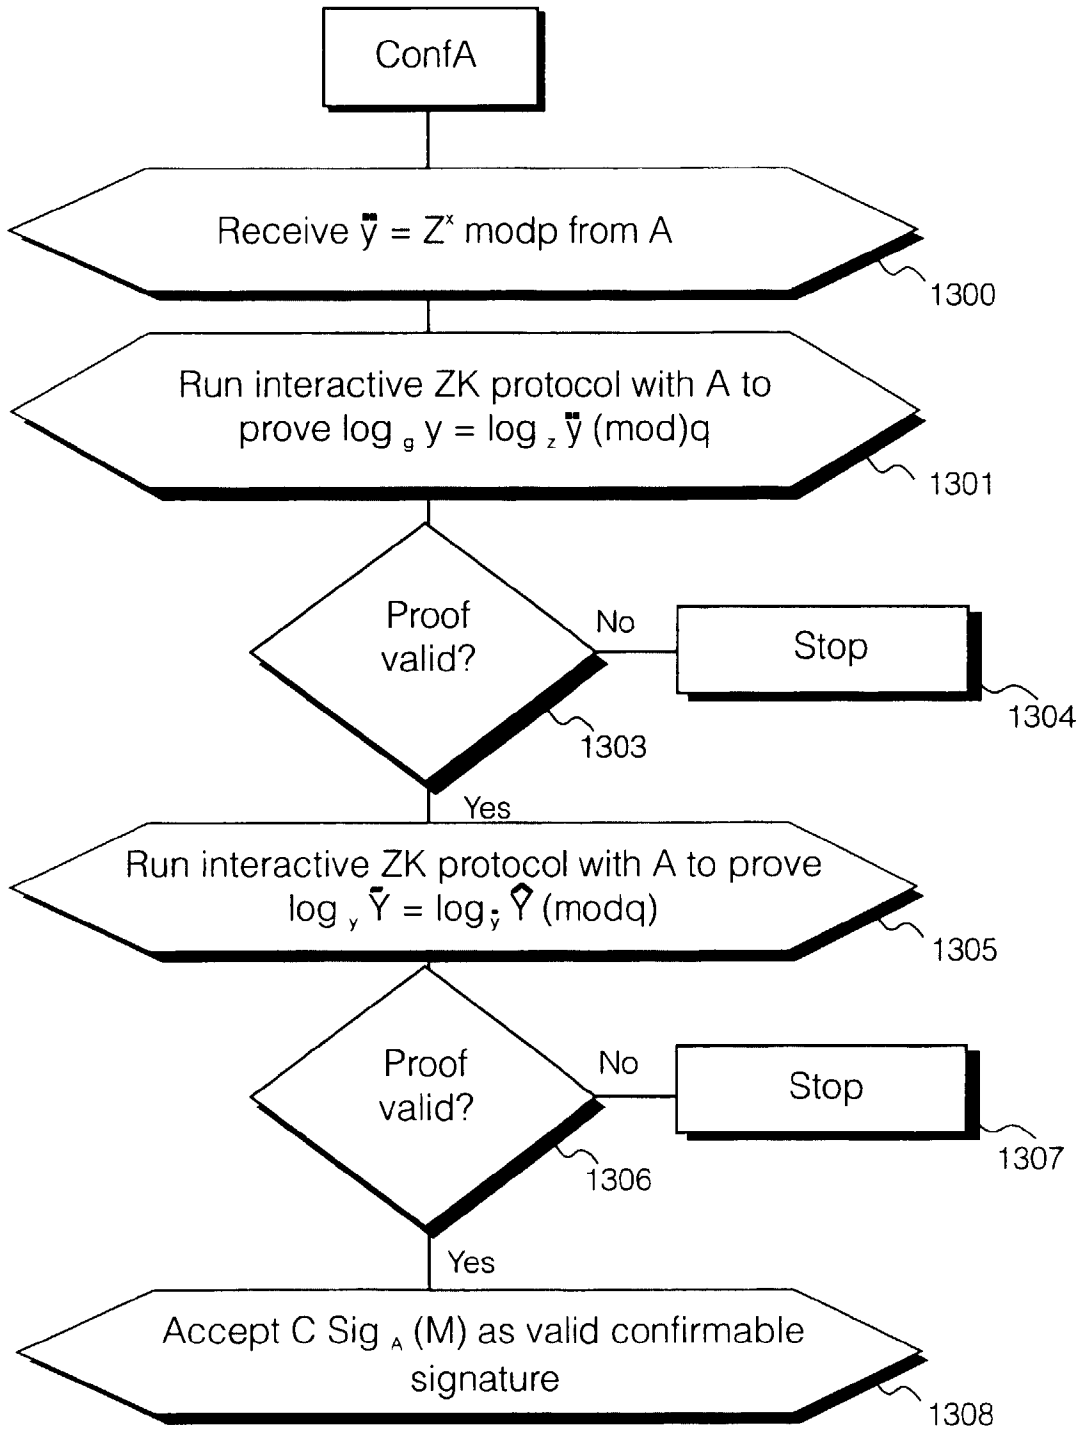 ConfA
Receive ÿ = Zˣ modp from A
1300
Run interactive ZK protocol with A to
prove log g y = log z ÿ (mod)q
1301
Proof
valid?
No
Stop
1303
1304
Yes
Run interactive ZK protocol with A to prove
log y Ȳ = log ÿ Ŷ (modq)
1305
Proof
valid?
No
Stop
1306
1307
Yes
Accept C Sig A (M) as valid confirmable
signature
1308